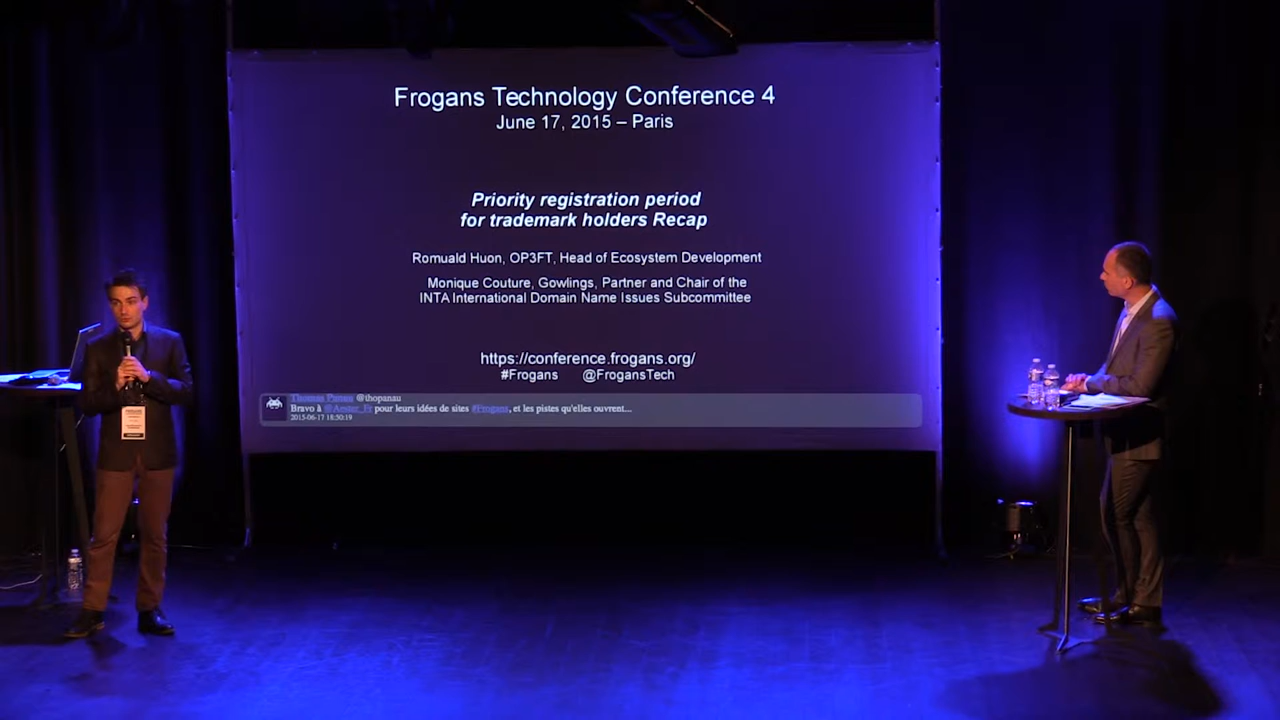 Frogans Technology Conference 4
June 17, 2015 – Paris
Priority registration period
for trademark holders Recap
Romuald Huon, OP3FT, Head of Ecosystem Development
Monique Couture, Gowlings, Partner and Chair of the
INTA International Domain Name Issues Subcommittee
https://conference.frogans.org/
#Frogans @FrogansTech
@thopanau
Bravo à pour leurs idées de sites #Frogans, et les pistes qu'elles ouvrent...
2015-06-17 18:50:19